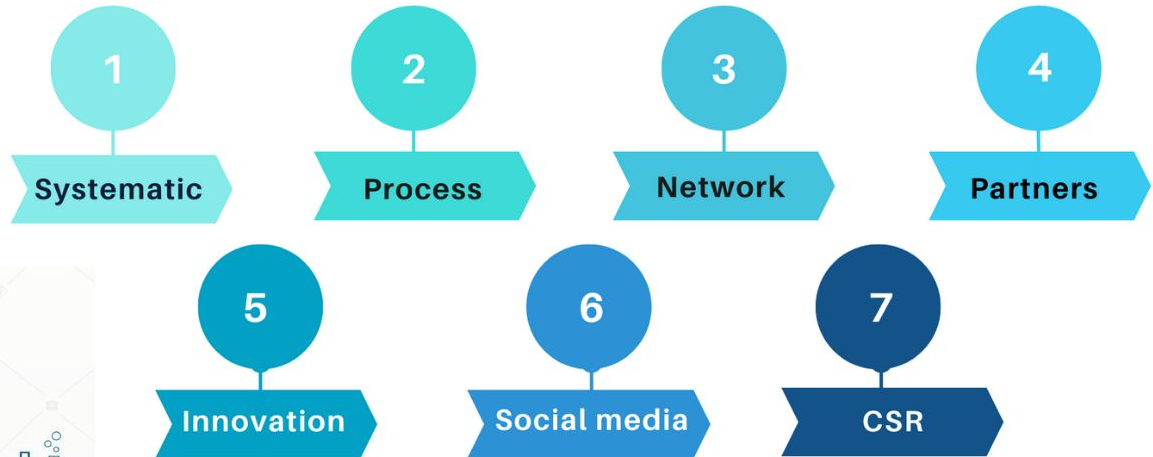 1
2
3
4
Systematic
Process
Network
Partners
5
6
7
Innovation
Social media
CSR